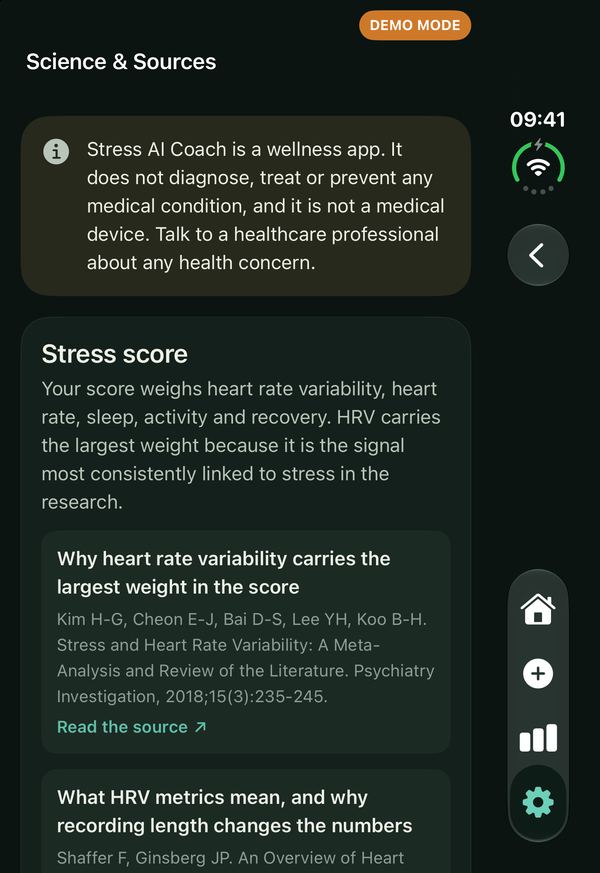 DEMO MODE
Science & Sources
09:41
Stress AI Coach is a wellness app. It
does not diagnose, treat or prevent any
medical condition, and it is not a medical
device. Talk to a healthcare professional
about any health concern.
Stress score
Your score weighs heart rate variability, heart
rate, sleep, activity and recovery. HRV carries
the largest weight because it is the signal
most consistently linked to stress in the
research.
Why heart rate variability carries the
largest weight in the score
Kim H-G, Cheon E-J, Bai D-S, Lee YH, Koo B-H.
Stress and Heart Rate Variability: A Meta-
Analysis and Review of the Literature. Psychiatry
Investigation, 2018;15(3):235-245.
Read the source ↗
What HRV metrics mean, and why
recording length changes the numbers
Shaffer F, Ginsberg JP. An Overview of Heart